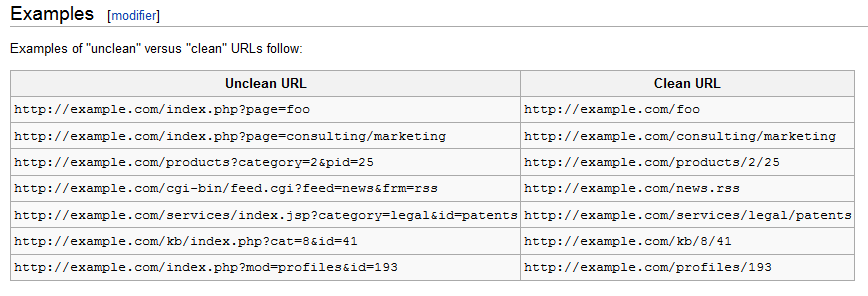 Examples [modifier]
Examples of "unclean" versus "clean" URLs follow:
Unclean URL Clean URL
http://example.com/index.php?page=foo http://example.com/foo
http://example.com/index.php?page=consulting/marketing http://example.com/consulting/marketing
http://example.com/products?category=2&pid=25 http://example.com/products/2/25
http://example.com/cgi-bin/feed.cgi?feed=news&frm=rss http://example.com/news.rss
http://example.com/services/index.jsp?category=legal&id=patents http://example.com/services/legal/patents
http://example.com/kb/index.php?cat=8&id=41 http://example.com/kb/8/41
http://example.com/index.php?mod=profiles&id=193 http://example.com/profiles/193